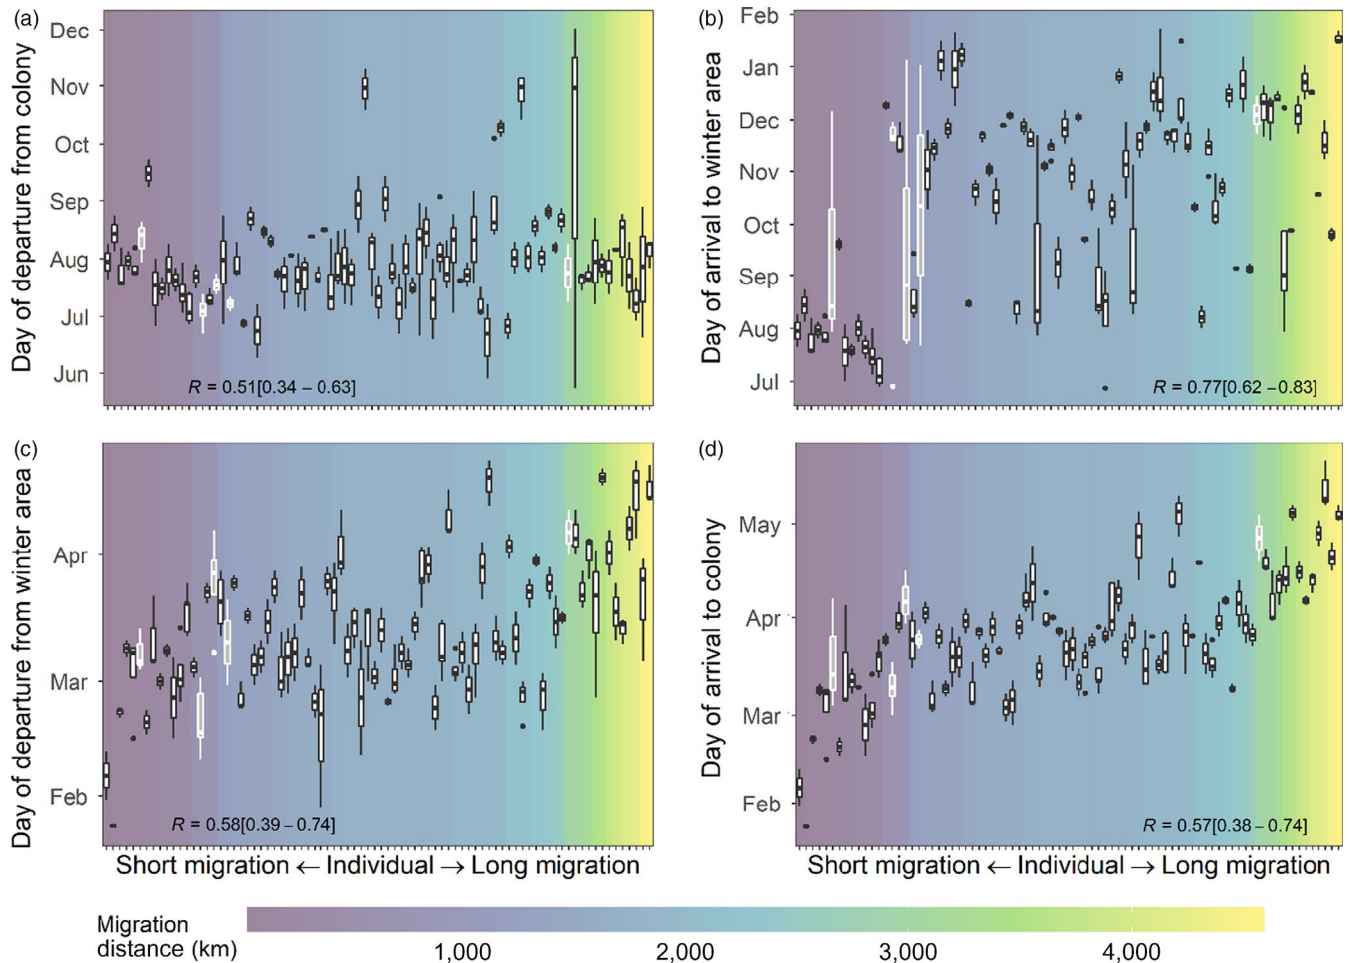 (a)
Day of departure from colony
Dec
Nov
Oct
Sep
Aug
Jul
Jun
R = 0.51[0.34 – 0.63]
(b)
Day of arrival to winter area
Feb
Jan
Dec
Nov
Oct
Sep
Aug
Jul
R = 0.77[0.62 –0.83]
(c)
Day of departure from winter area
Apr
Mar
Feb
R = 0.58[0.39 – 0.74]
Short migration ← Individual → Long migration
(d)
Day of arrival to colony
May
Apr
Mar
Feb
R = 0.57[0.38 – 0.74]
Short migration ← Individual → Long migration
Migration
distance (km)
1,000
2,000
3,000
4,000